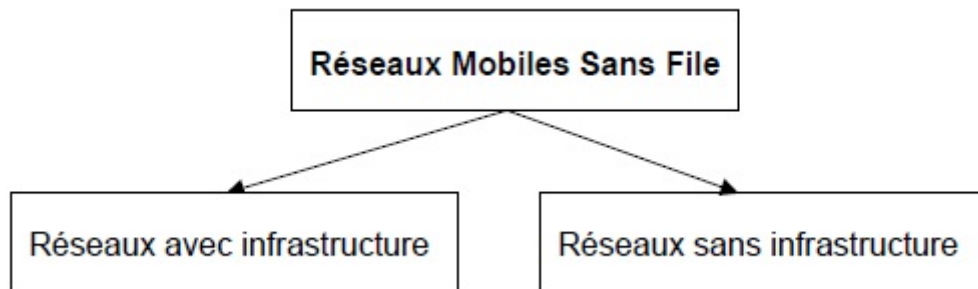 Réseaux Mobiles Sans File
Réseaux avec infrastructure
Réseaux sans infrastructure